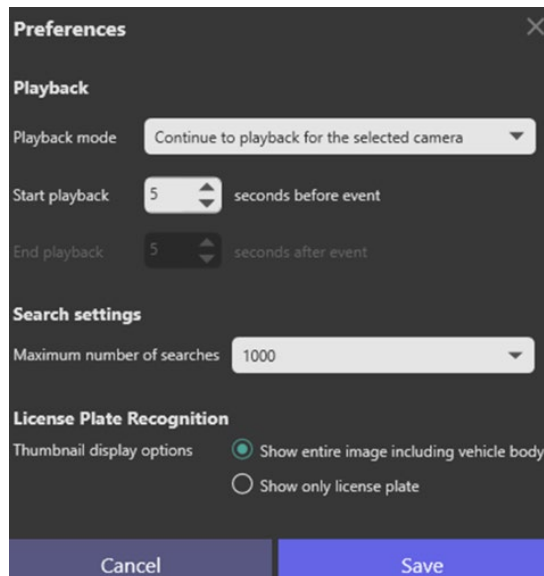 Preferences
Playback
Playback mode Continue to playback for the selected camera
Start playback 5 seconds before event
End playback 5 seconds after event
Search settings
Maximum number of searches 1000
License Plate Recognition
Thumbnail display options Show entire image including vehicle body
Show only license plate
Cancel Save